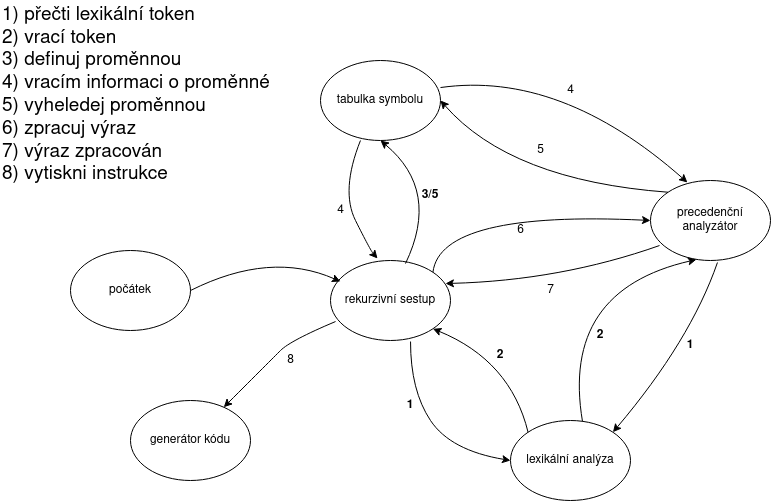 1) přečti lexikální token
2) vrací token
3) definuj proměnnou
4) vracím informaci o proměnné
5) vyheledej proměnnou
6) zpracuj výraz
7) výraz zpracován
8) vytiskni instrukce
tabulka symbolu
4
5
3/5
4
precedenční
analyzátor
6
7
počátek
rekurzivní sestup
8
2
2
1
1
generátor kódu
lexikální analýza